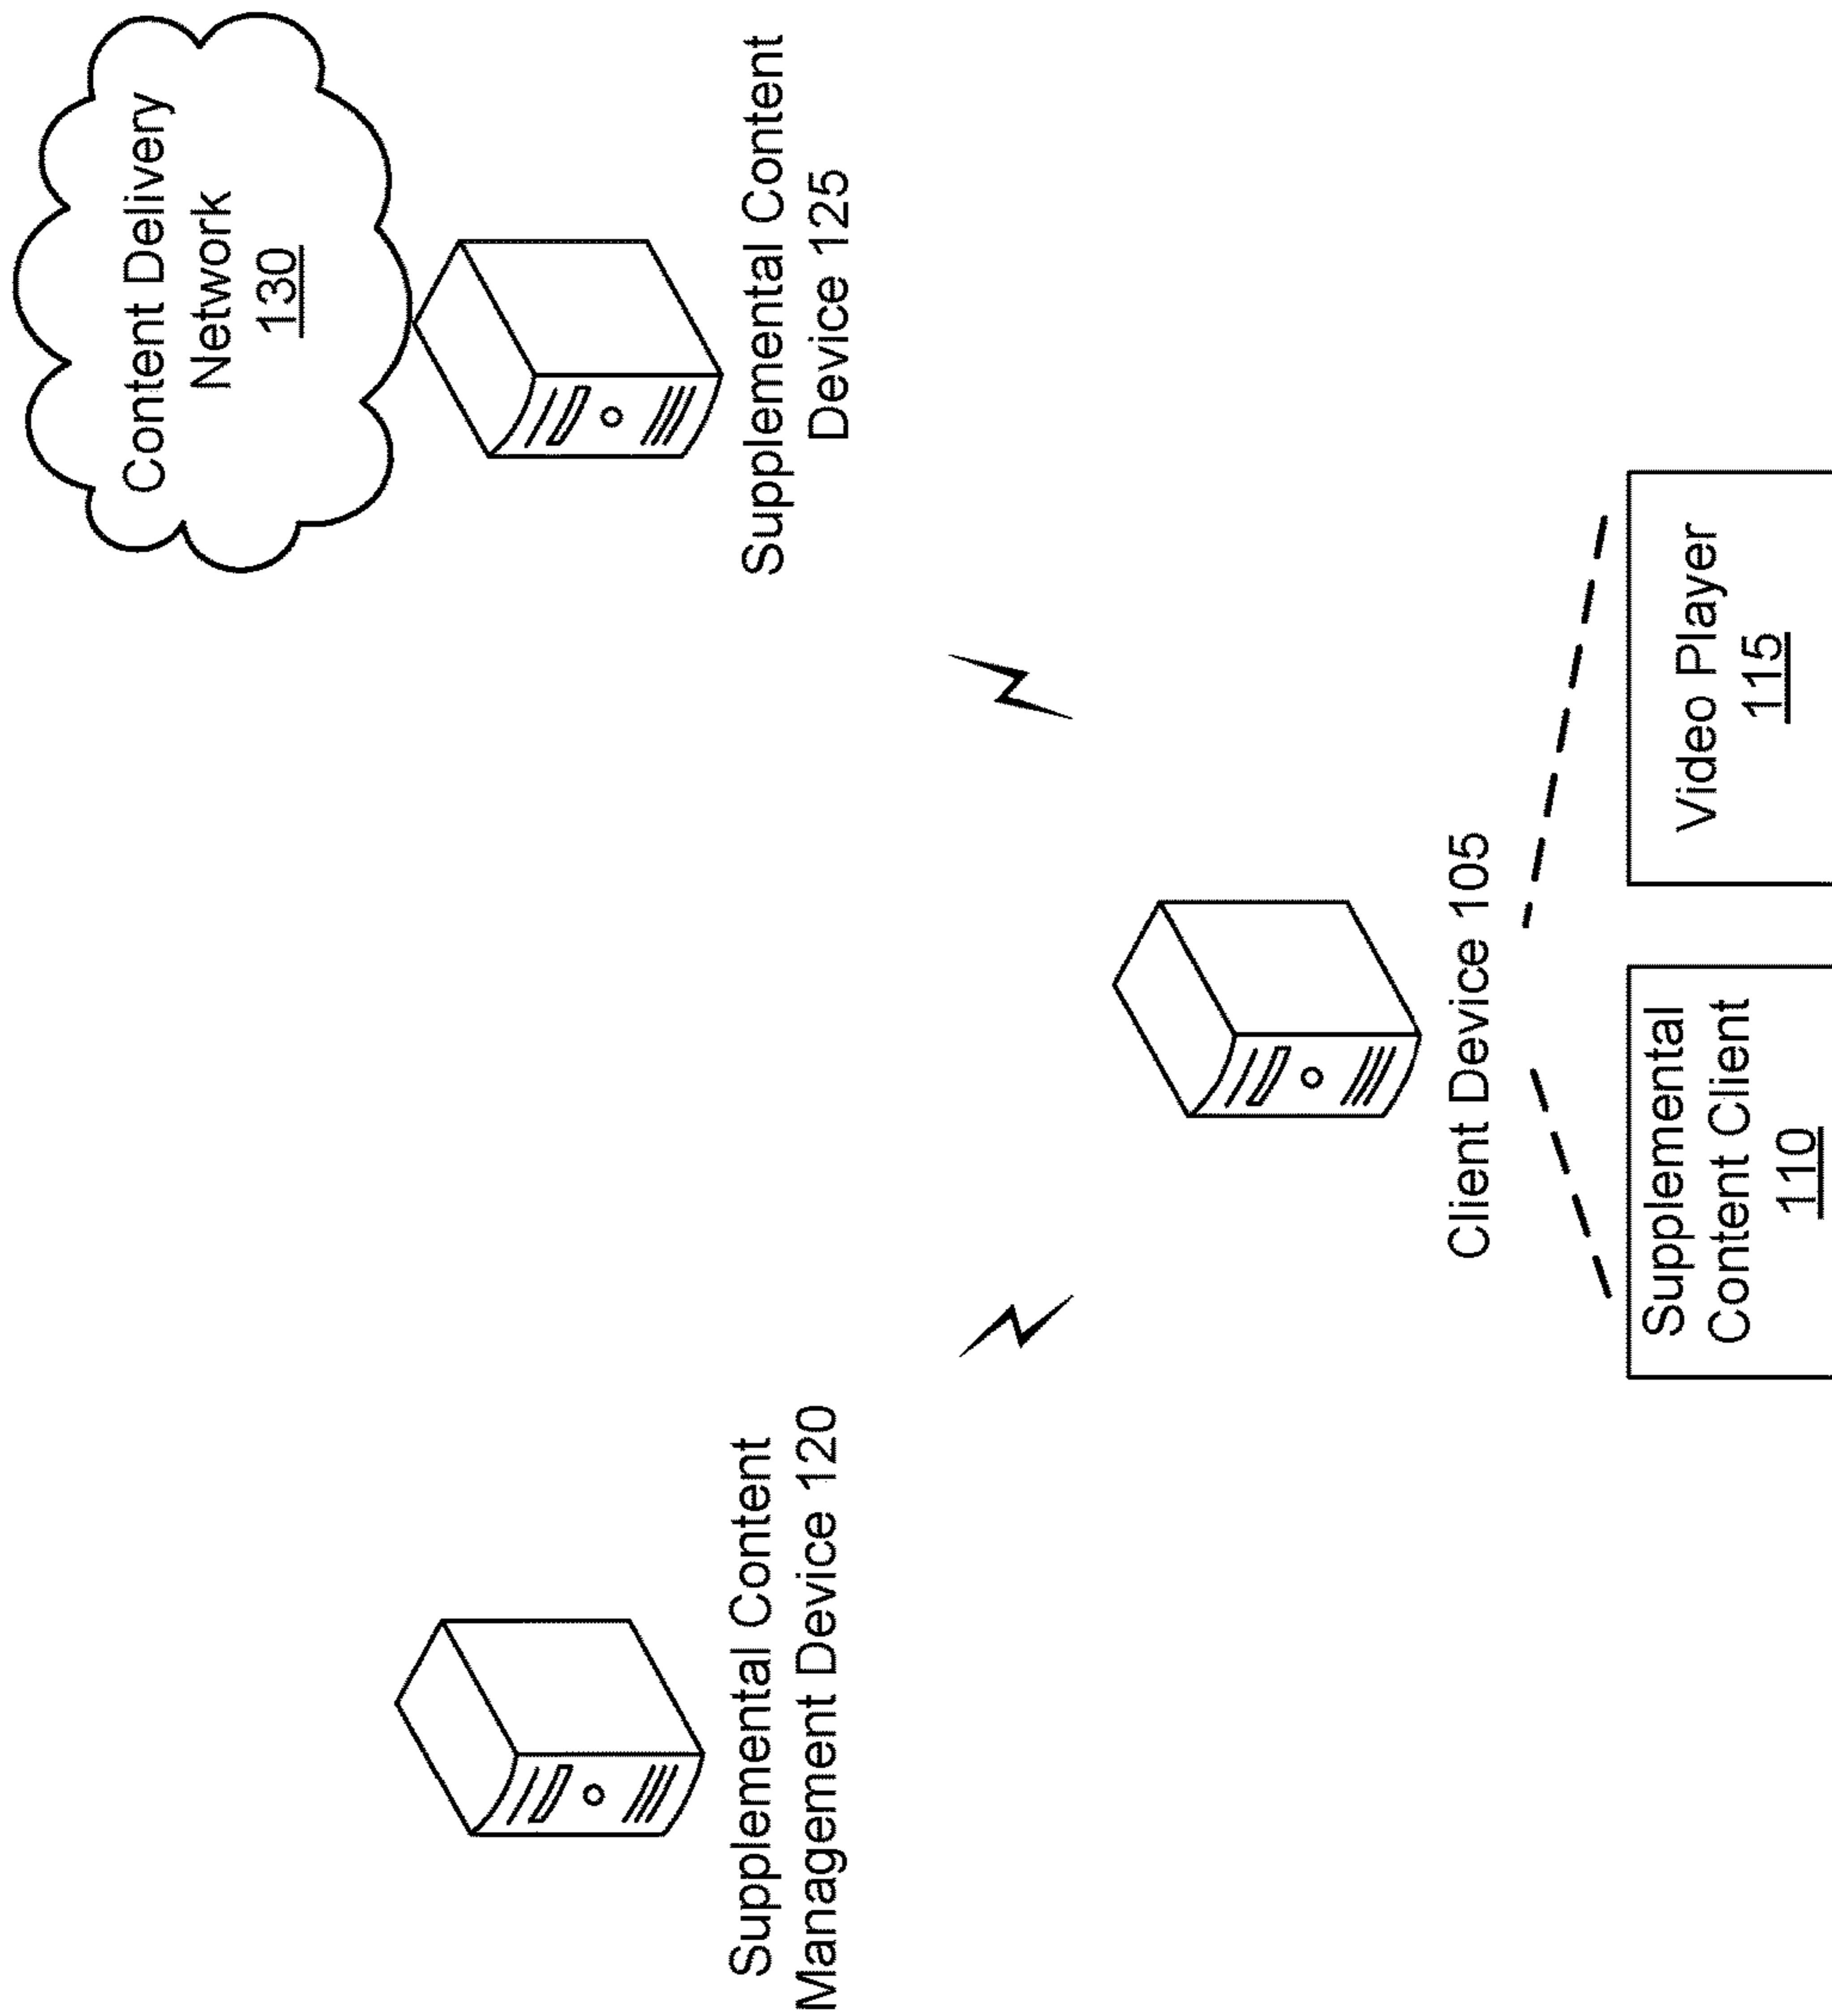 Content Delivery
Network
130
Supplemental Content
Management Device 120
Supplemental Content
Device 125
Client Device 105
Supplemental
Content Client
110
Video Player
115